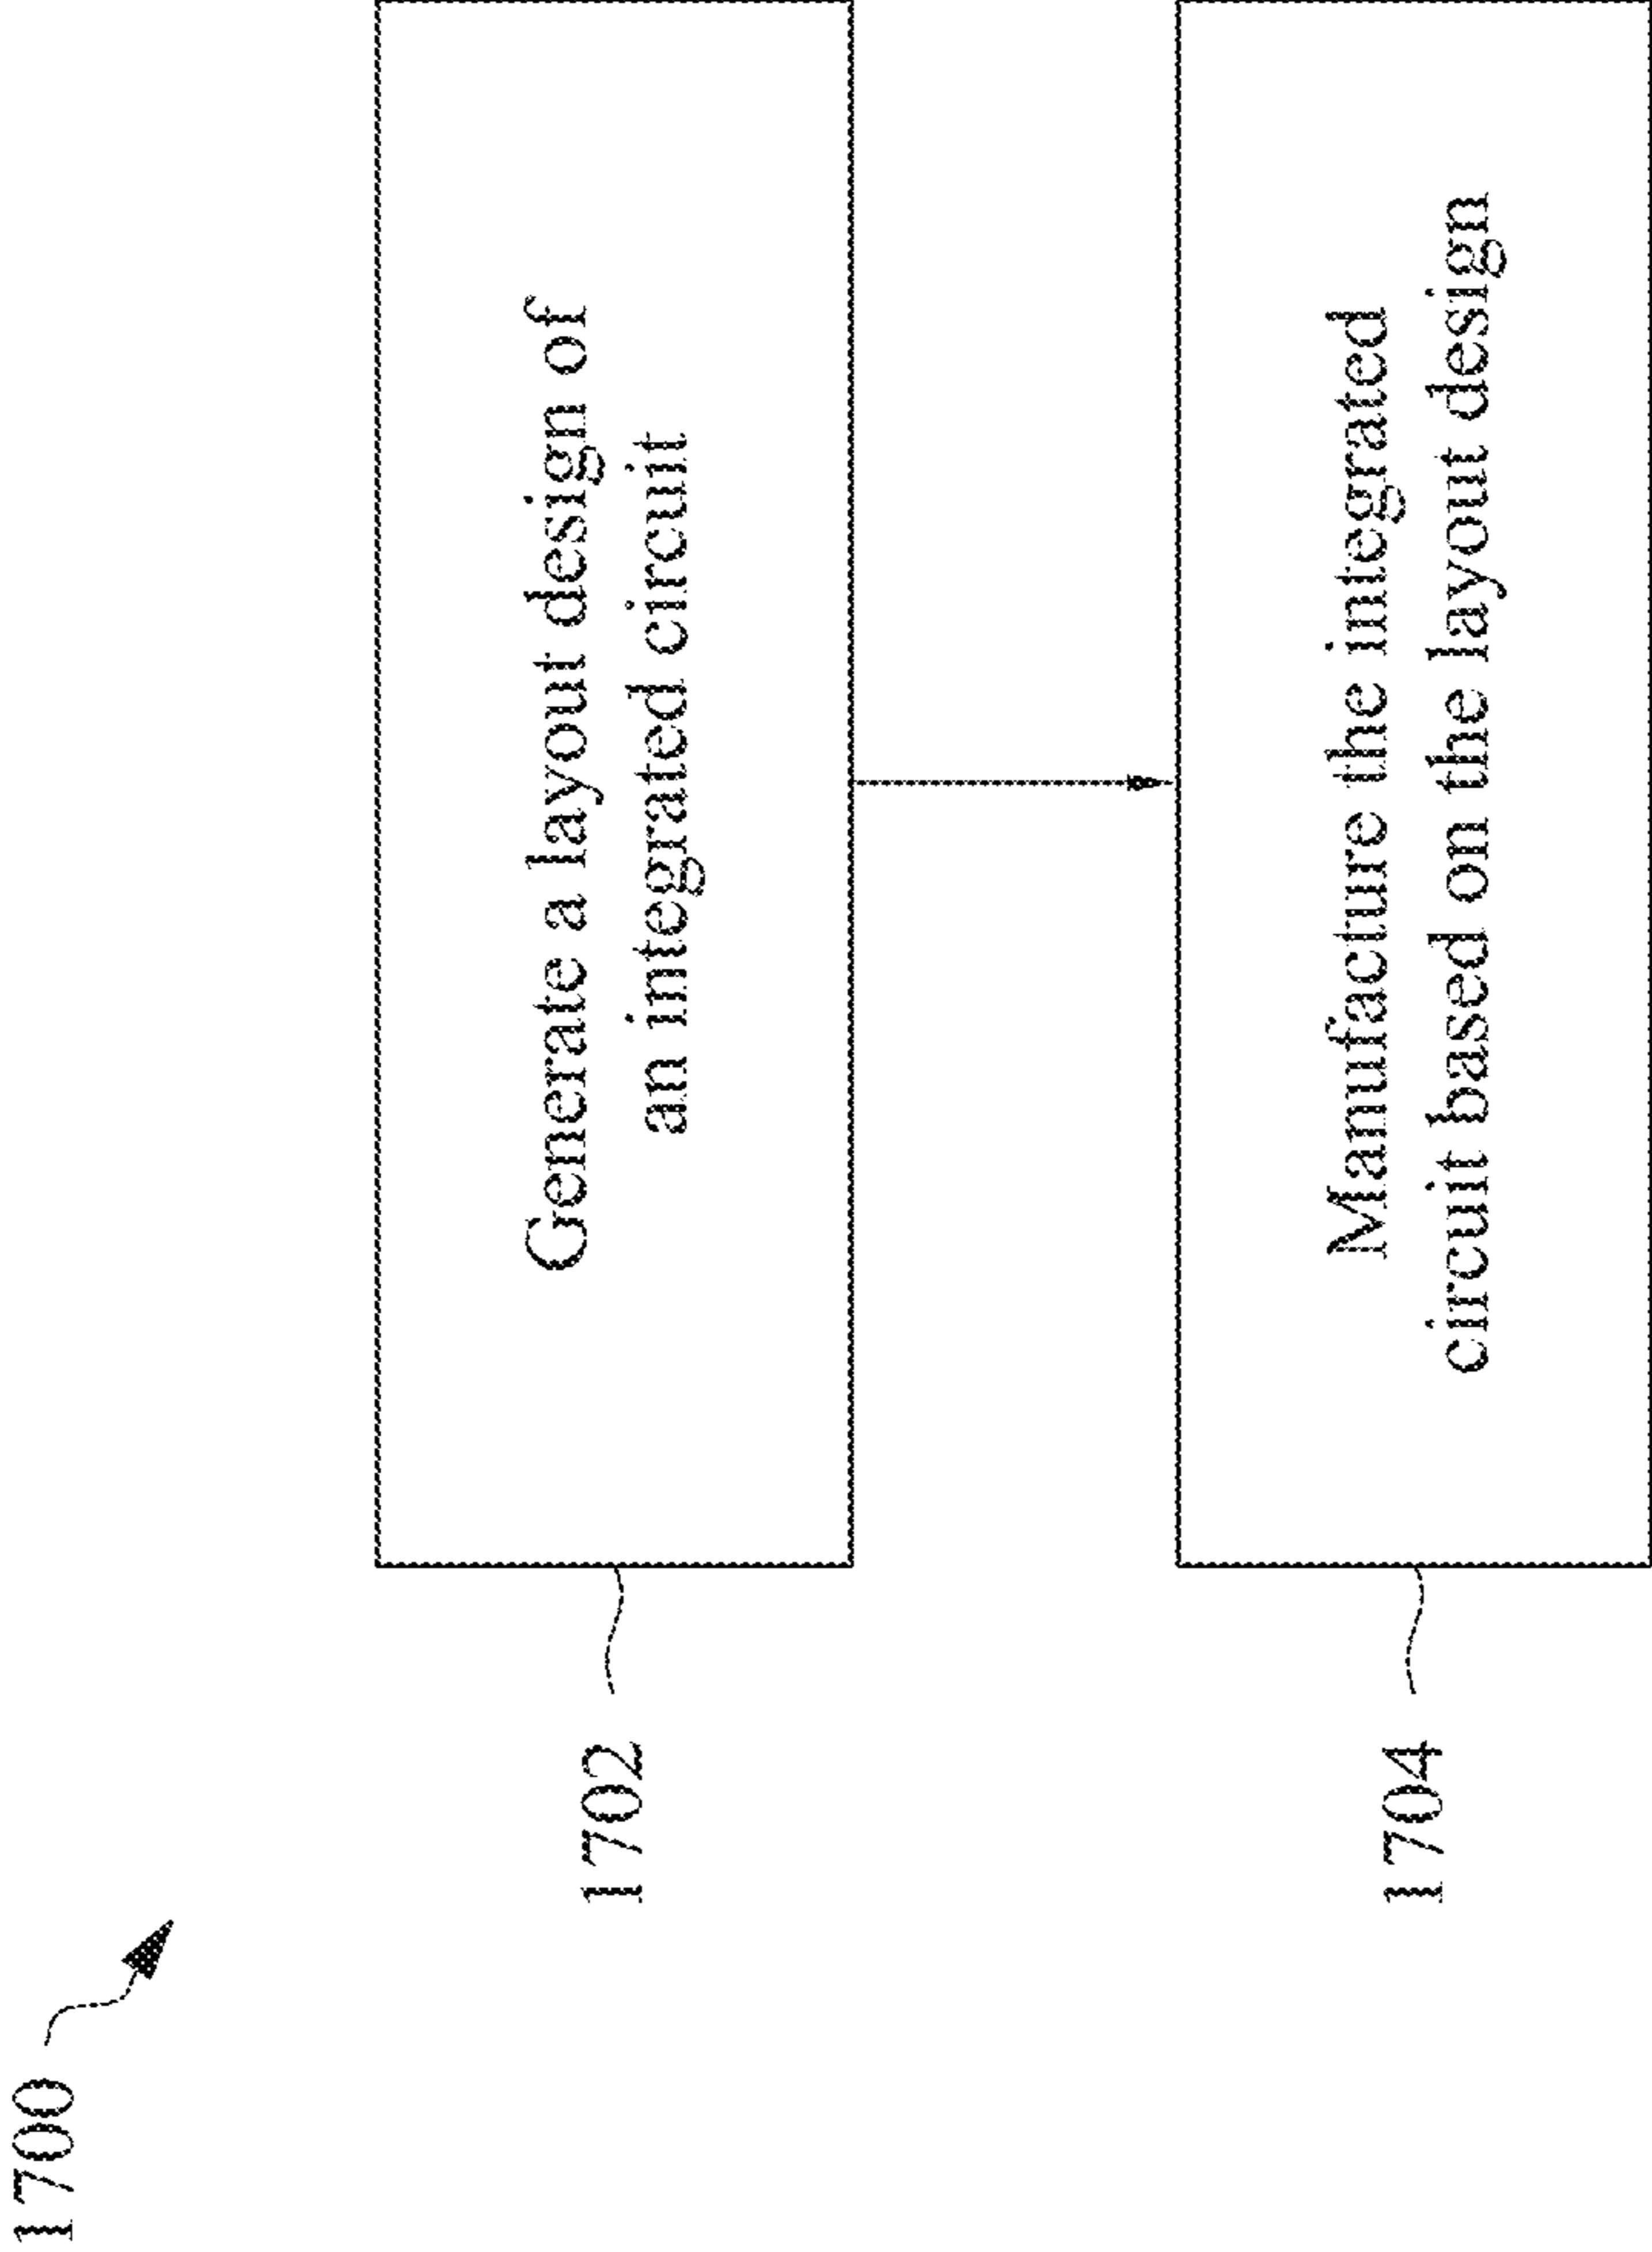 1700
1702
Generate a layout design of
an integrated circuit
1704
Manufacture the integrated
circuit based on the layout design